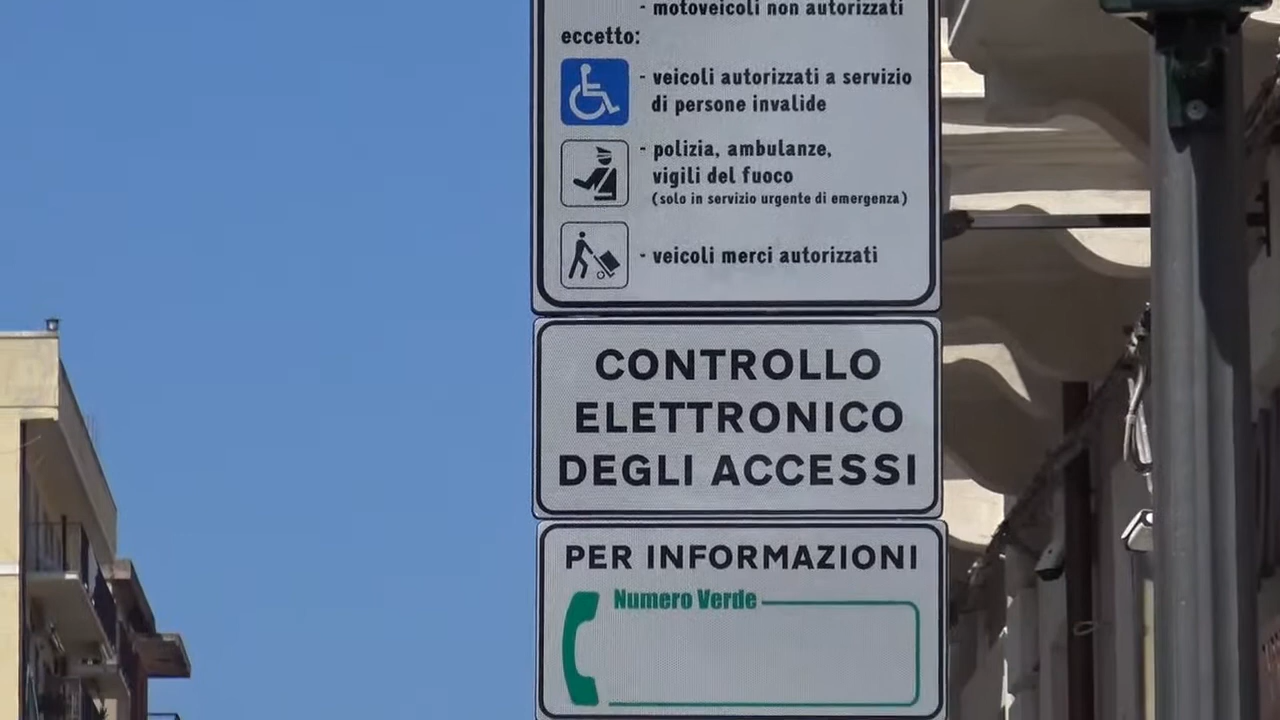 - motoveicoli non autorizzati
eccetto:
- veicoli autorizzati a servizio
di persone invalide
- polizia, ambulanze,
vigili del fuoco
(solo in servizio urgente di emergenza)
- veicoli merci autorizzati
CONTROLLO
ELETTRONICO
DEGLI ACCESSI
PER INFORMAZIONI
Numero Verde